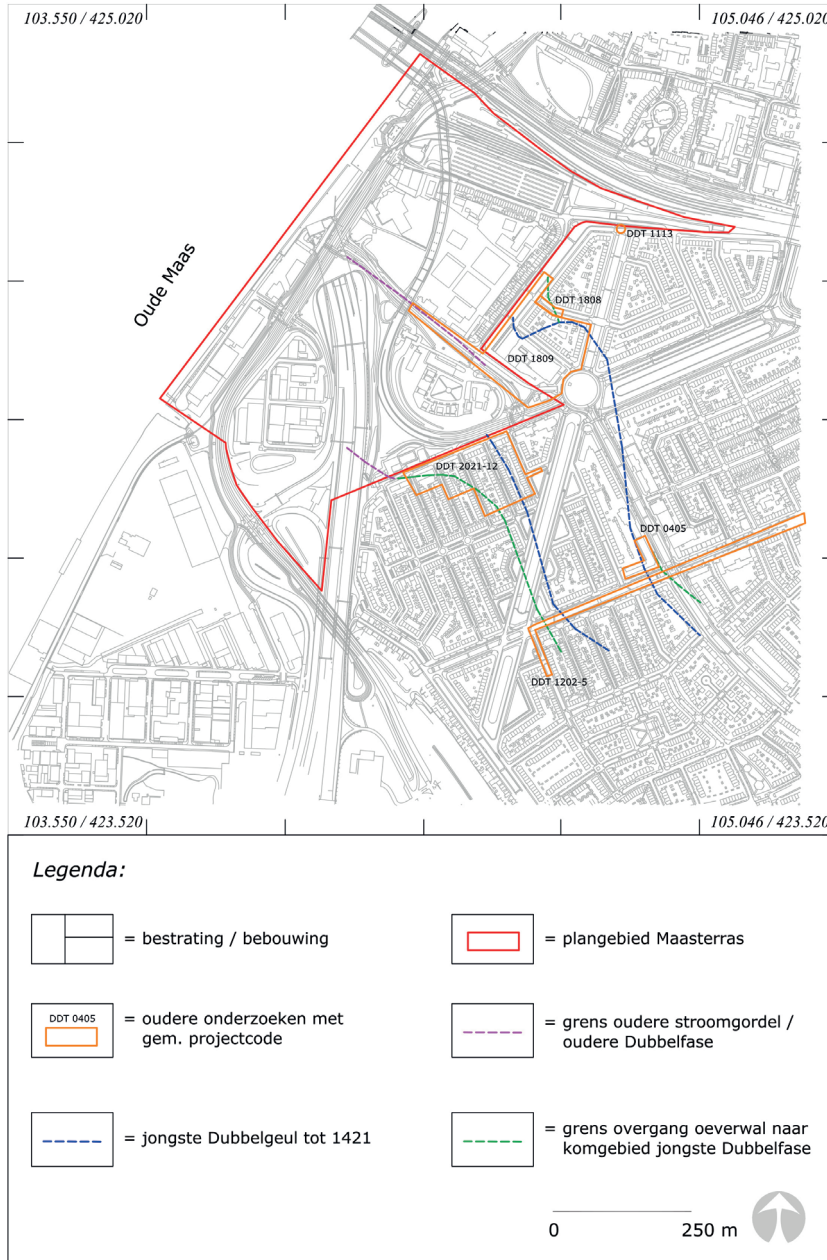 103.550 / 425.020
105.046 / 425.020
Oude Maas
DDT 1113
DDT 1808
DDT 1809
DDT 2021-12
DDT 0405
DDT 1202-5
103.550 / 423.520
105.046 / 423.520
Legenda:
= bestrating / bebouwing
= plangebied Maasterras
DDT 0405
= oudere onderzoeken met
gem. projectcode
= grens oudere stroomgordel /
oudere Dubbelfase
= jongste Dubbelgeul tot 1421
= grens overgang oeverwal naar
komgebied jongste Dubbelfase
0
250 m